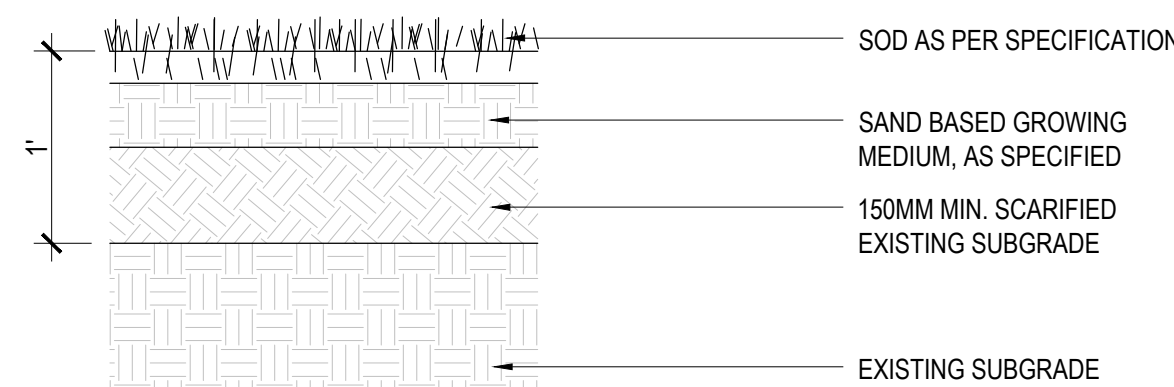 SOD AS PER SPECIFICATION
1'
SAND BASED GROWING
MEDIUM, AS SPECIFIED
150MM MIN. SCARIFIED
EXISTING SUBGRADE
EXISTING SUBGRADE